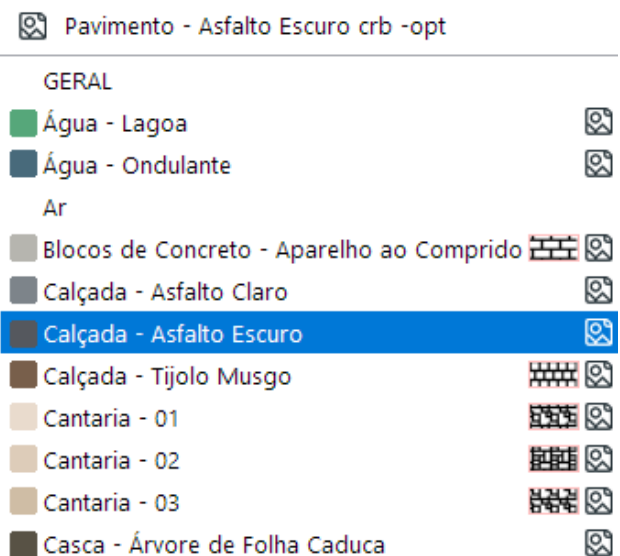 Pavimento - Asfalto Escuro crb -opt
GERAL
Água - Lagoa
Água - Ondulante
Ar
Blocos de Concreto - Aparelho ao Comprido
Calçada - Asfalto Claro
Calçada - Asfalto Escuro
Calçada - Tijolo Musgo
Cantaria - 01
Cantaria - 02
Cantaria - 03
Casca - Árvore de Folha Caduca